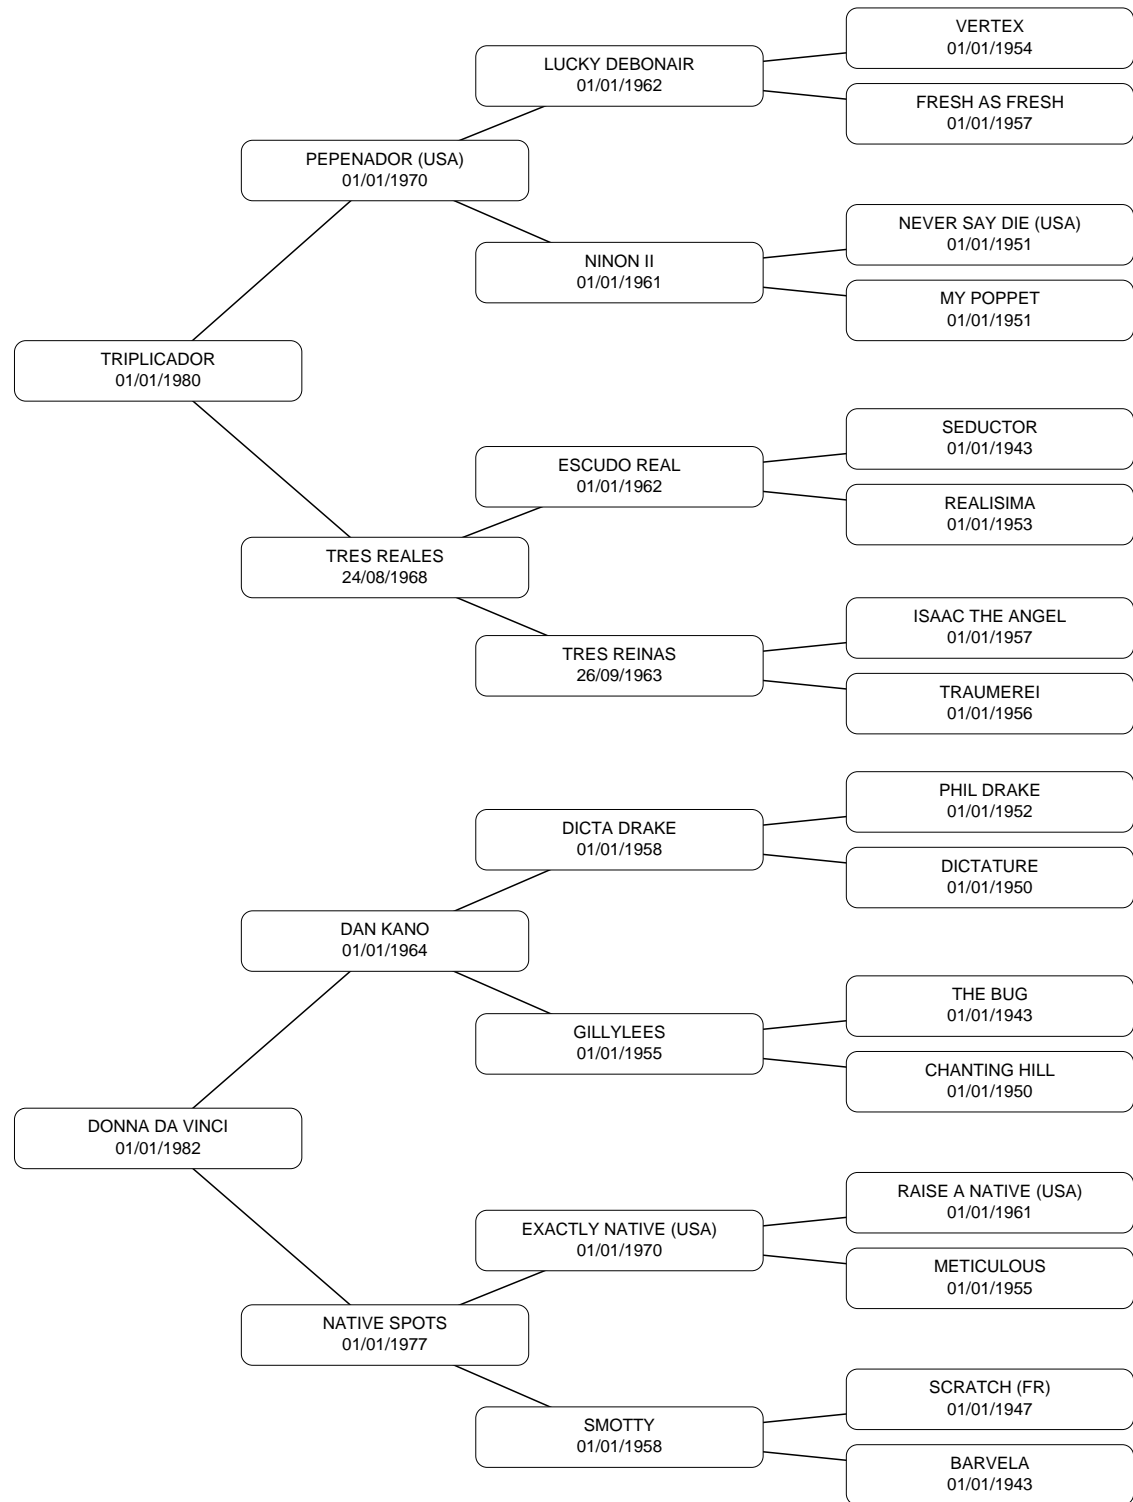 VERTEX
01/01/1954
LUCKY DEBONAIR
01/01/1962
FRESH AS FRESH
01/01/1957
PEPENADOR (USA)
01/01/1970
NEVER SAY DIE (USA)
01/01/1951
NINON II
01/01/1961
MY POPPET
01/01/1951
TRIPLICADOR
01/01/1980
SEDUCTOR
01/01/1943
ESCUDO REAL
01/01/1962
REALISIMA
01/01/1953
TRES REALES
24/08/1968
ISAAC THE ANGEL
01/01/1957
TRES REINAS
26/09/1963
TRAUMEREI
01/01/1956
PHIL DRAKE
01/01/1952
DICTA DRAKE
01/01/1958
DICTATURE
01/01/1950
DAN KANO
01/01/1964
THE BUG
01/01/1943
GILLYLEES
01/01/1955
CHANTING HILL
01/01/1950
DONNA DA VINCI
01/01/1982
RAISE A NATIVE (USA)
01/01/1961
EXACTLY NATIVE (USA)
01/01/1970
METICULOUS
01/01/1955
NATIVE SPOTS
01/01/1977
SCRATCH (FR)
01/01/1947
SMOTTY
01/01/1958
BARVELA
01/01/1943